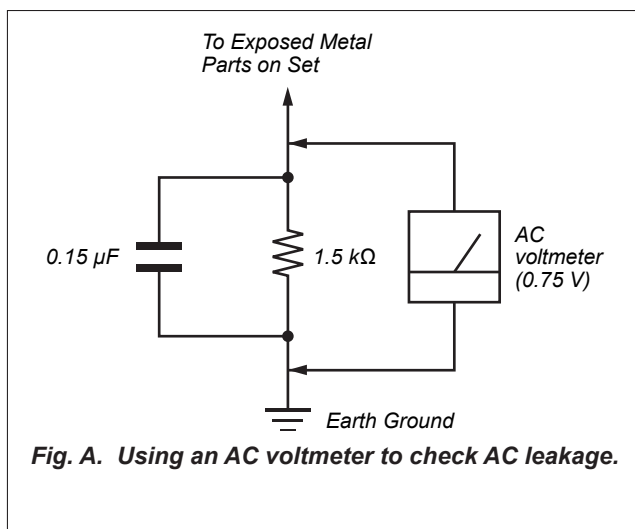 To Exposed Metal
Parts on Set
0.15 μF
1.5 kΩ
AC
voltmeter
(0.75 V)
Earth Ground
Fig. A. Using an AC voltmeter to check AC leakage.